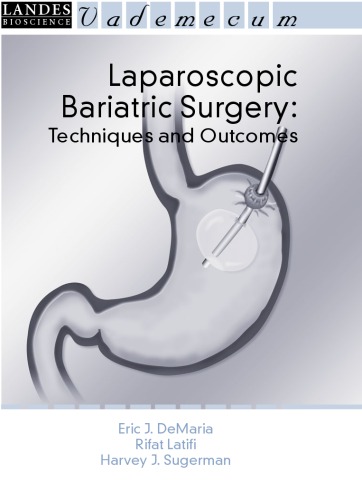 LANDES
BIOSCIENCE
Vademecum
Laparoscopic
Bariatric Surgery:
Techniques and Outcomes
Eric J. DeMaria
Rifat Latifi
Harvey J. Sugerman